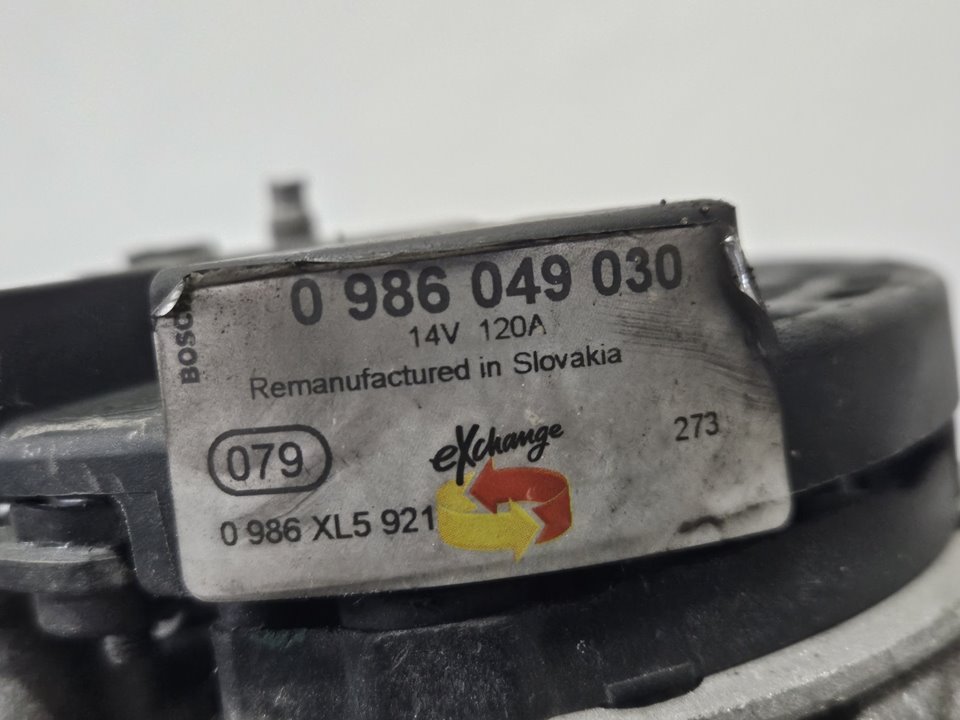 0 986 049 030
14V 120A
Remanufactured in Slovakia
BOSCH
079
eXchange
273
0 986 XL5 921